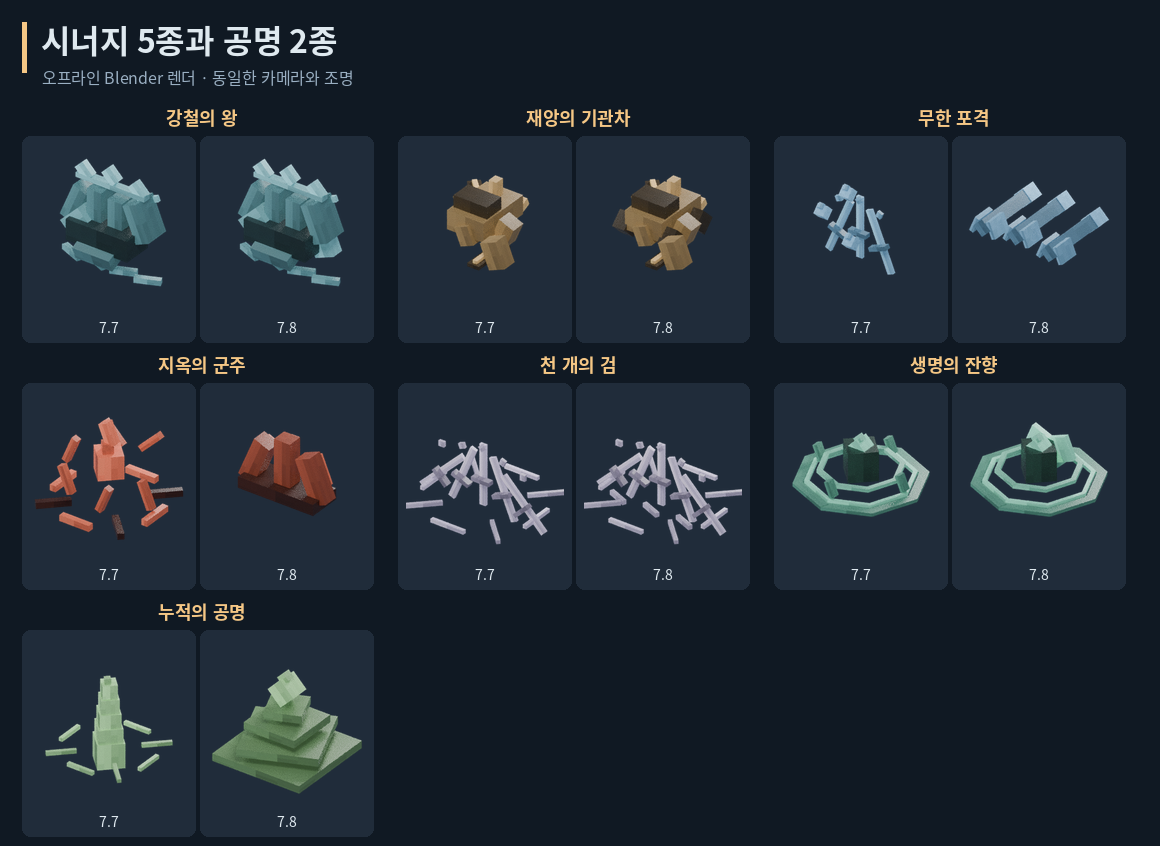 시너지 5종과 공명 2종
오프라인 Blender 렌더 · 동일한 카메라와 조명
강철의 왕
재앙의 기관차
무한 포격
7.7
7.8
7.7
7.8
7.7
7.8
지옥의 군주
천 개의 검
생명의 잔향
7.7
7.8
7.7
7.8
7.7
7.8
누적의 공명
7.7
7.8